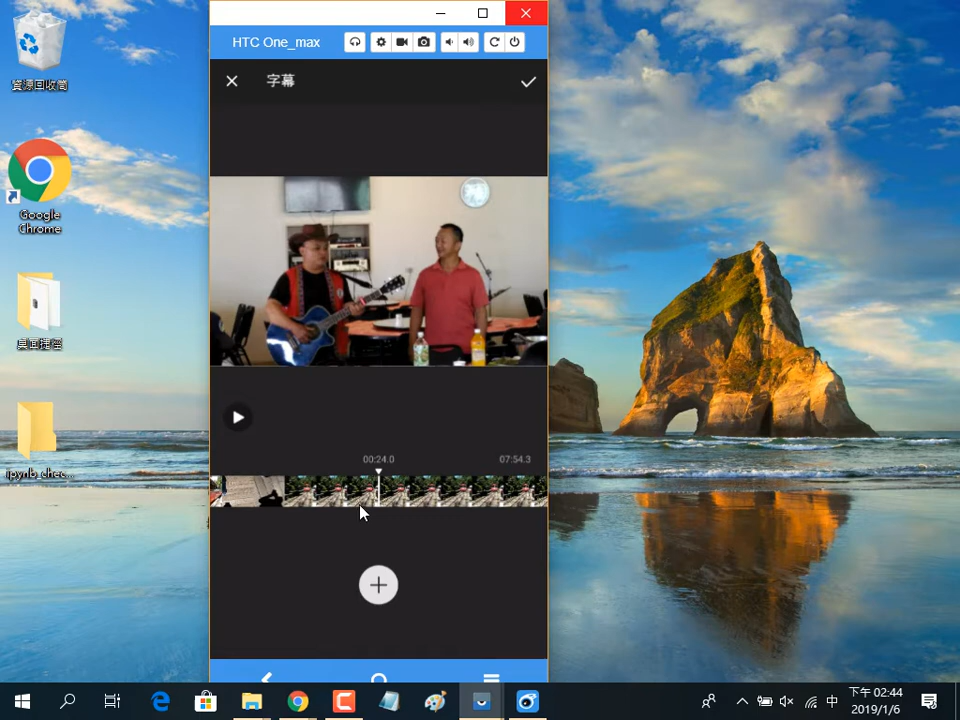 HTC One_max
字幕
資源回收筒
Google
Chrome
桌面捷徑
ipynb_chec...
00:24.0
07:54.3
中
下午 02:44
2019/1/6